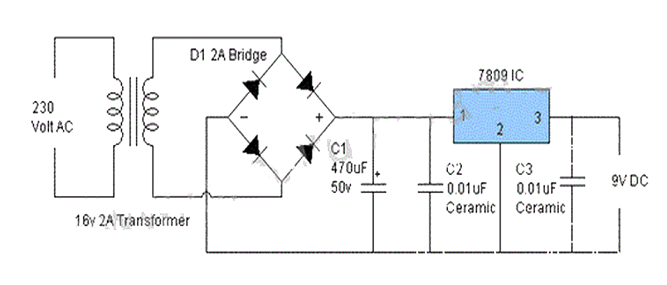 D1 2A Bridge
7809 IC
230
Volt AC
−
+
1
2
3
C1
470uF
50v
+
C2
0.01uF
Ceramic
C3
0.01uF
Ceramic
9V DC
16v 2A Transformer